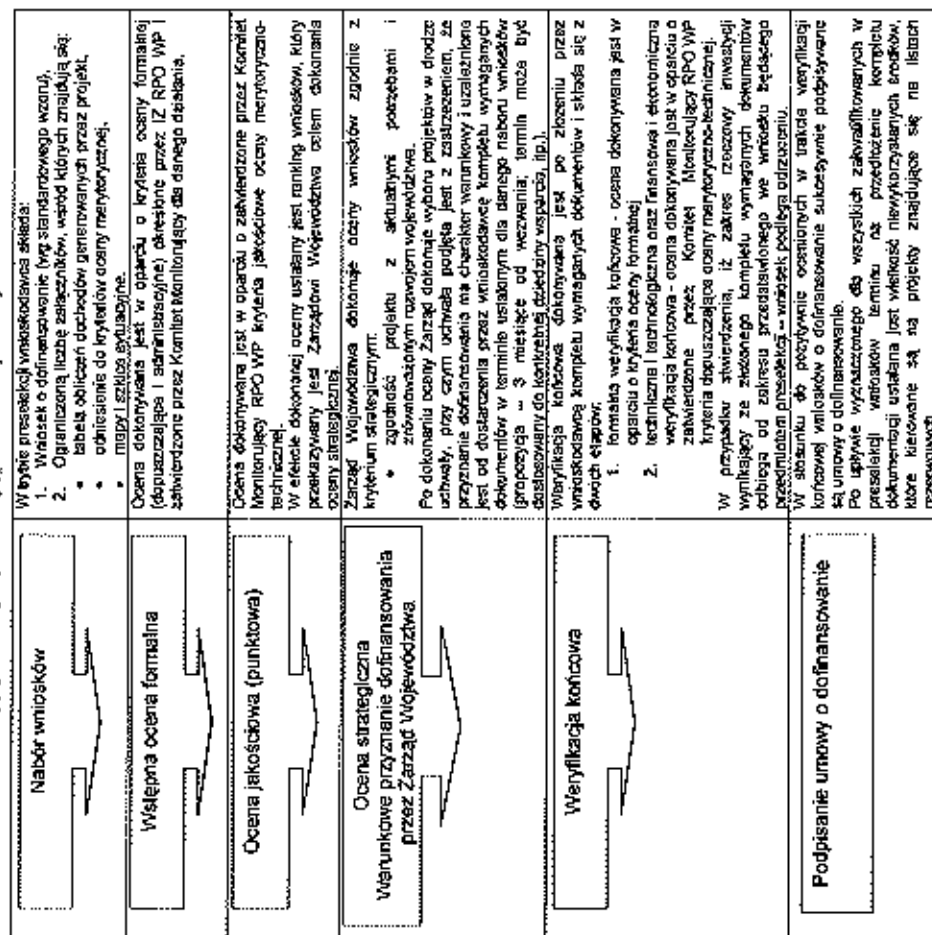 Nabór wniosków
W trybie preselekcji wnioskodawca składa:
1. Wniosek o dofinansowanie (wg standardowego wzoru),
2. Ograniczoną liczbę załączników, wśród których znajdują się:
• tabela obliczeń dochodów generowanych przez projekt,
• odniesienie do kryteriów oceny merytorycznej,
• mapy i szkice sytuacyjne.
Wstępna ocena formalna
Ocena dokonywana jest w oparciu o kryteria oceny formalnej
(dopuszczające i administracyjne) określone przez IZ RPO WP i
zatwierdzone przez Komitet Monitorujący dla danego działania.
Ocena jakościowa (punktowa)
Ocena dokonywana jest w oparciu o zatwierdzone przez Komitet
Monitorujący RPO WP kryteria jakościowe oceny merytoryczno-
technicznej.
W efekcie dokonanej oceny ustalany jest ranking wniosków, który
przekazywany jest Zarządowi Województwa celem dokonania
oceny strategicznej.
Ocena strategiczna
Warunkowe przyznanie dofinansowania
przez Zarząd Województwa
Zarząd Województwa dokonuje oceny wniosków zgodnie z
kryterium strategicznym:
• zgodność projektu z aktualnymi potrzebami i
zrównoważonym rozwojem województwa.
Po dokonaniu oceny Zarząd dokonuje wyboru projektów w drodze
uchwały, przy czym uchwała podjęta jest z zastrzeżeniem, że
przyznanie dofinansowania ma charakter warunkowy i uzależnione
jest od dostarczenia przez wnioskodawcę kompletu wymaganych
dokumentów w terminie ustalonym dla danego naboru wniosków
(propozycja – 3 miesiące od wezwania; termin może być
dostosowany do konkretnej dziedziny wsparcia, itp.).
Weryfikacja końcowa
Weryfikacja końcowa dokonywana jest po złożeniu przez
wnioskodawcę kompletu wymaganych dokumentów i składa się z
dwóch etapów:
1. formalna weryfikacja końcowa - ocena dokonywana jest w
oparciu o kryteria oceny formalnej
2. techniczna i technologiczna oraz finansowa i ekonomiczna
weryfikacja końcowa - ocena dokonywana jest w oparciu o
zatwierdzone przez Komitet Monitorujący RPO WP
kryteria dopuszczające oceny merytoryczno-technicznej.
W przypadku stwierdzenia, iż zakres rzeczowy inwestycji
wynikający ze złożonego kompletu wymaganych dokumentów
odbiega od zakresu przedstawionego we wniosku będącego
przedmiotem preselekcji – wniosek podlega odrzuceniu.
Podpisanie umowy o dofinansowanie
W stosunku do pozytywnie ocenionych w trakcie weryfikacji
końcowej wniosków o dofinansowanie sukcesywnie podpisywane
są umowy o dofinansowanie.
Po upływie wyznaczonego dla wszystkich zakwalifikowanych w
preselekcji wniosków terminu na przedłożenie kompletu
dokumentacji ustalana jest wielkość niewykorzystanych środków,
które kierowane są na projekty znajdujące się na listach
rezerwowych.